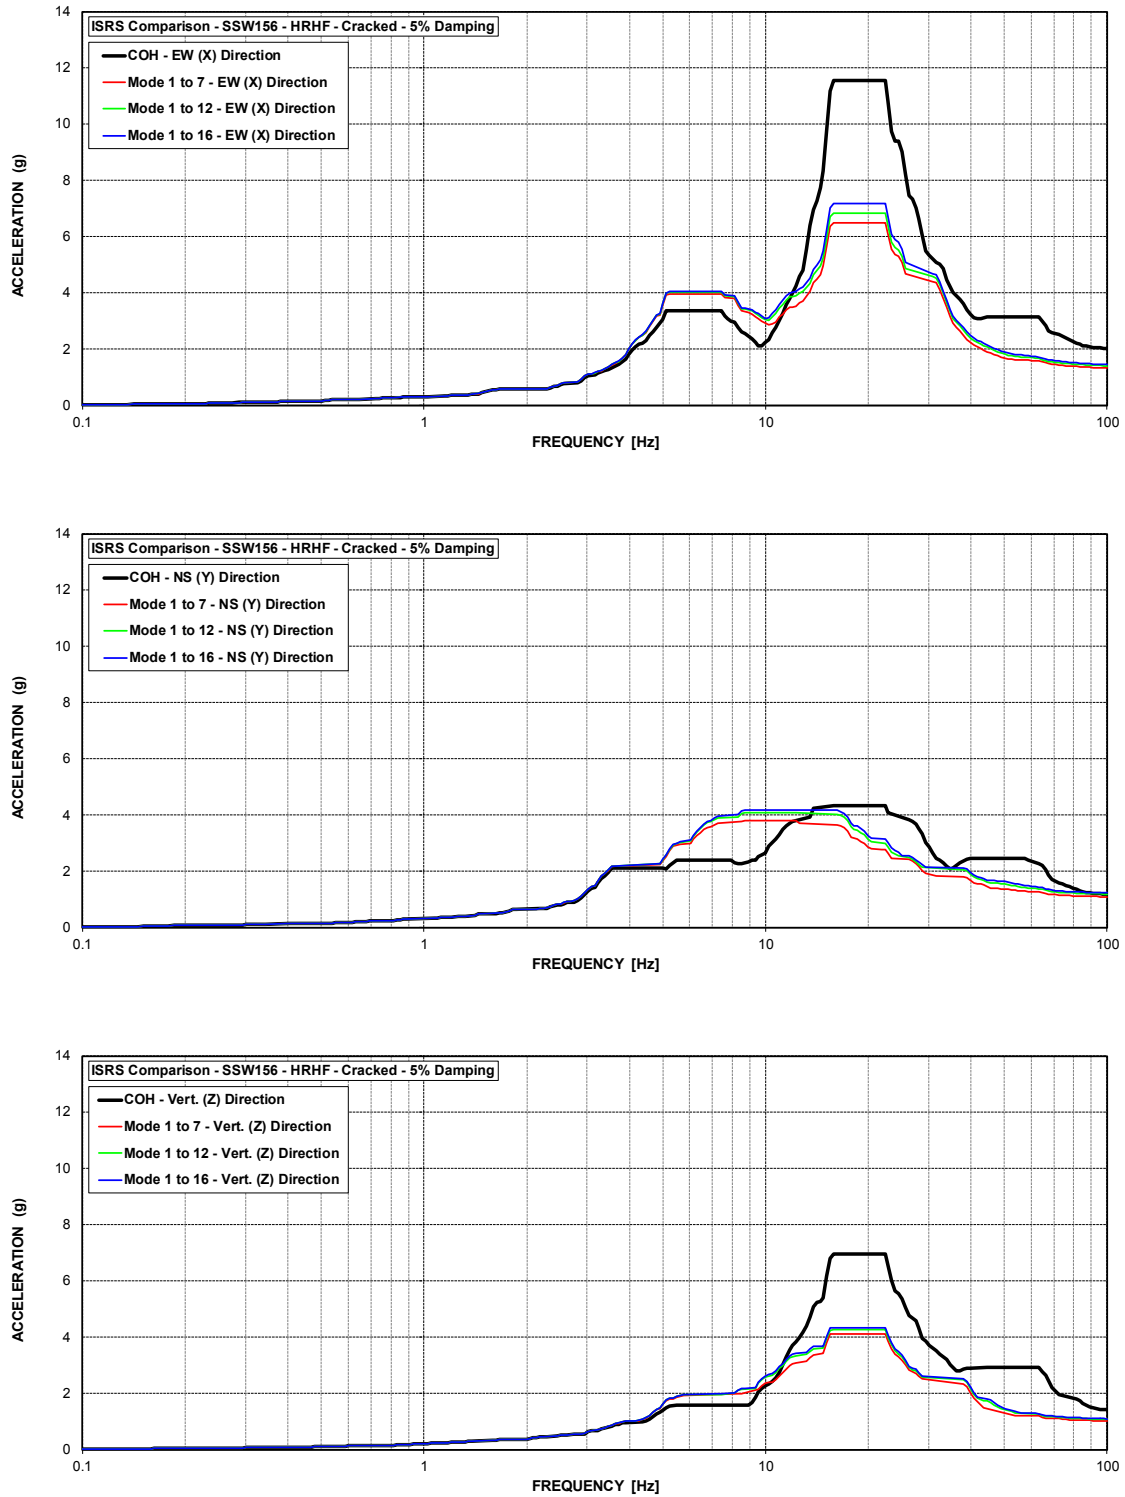 ISRS Comparison - SSW156 - HRHF - Cracked - 5% Damping
COH - EW (X) Direction
Mode 1 to 7 - EW (X) Direction
Mode 1 to 12 - EW (X) Direction
Mode 1 to 16 - EW (X) Direction
ACCELERATION (g)
14
12
10
8
6
4
2
0
0.1
1
10
100
FREQUENCY [Hz]
ISRS Comparison - SSW156 - HRHF - Cracked - 5% Damping
COH - NS (Y) Direction
Mode 1 to 7 - NS (Y) Direction
Mode 1 to 12 - NS (Y) Direction
Mode 1 to 16 - NS (Y) Direction
ACCELERATION (g)
14
12
10
8
6
4
2
0
0.1
1
10
100
FREQUENCY [Hz]
ISRS Comparison - SSW156 - HRHF - Cracked - 5% Damping
COH - Vert. (Z) Direction
Mode 1 to 7 - Vert. (Z) Direction
Mode 1 to 12 - Vert. (Z) Direction
Mode 1 to 16 - Vert. (Z) Direction
ACCELERATION (g)
14
12
10
8
6
4
2
0
0.1
1
10
100
FREQUENCY [Hz]